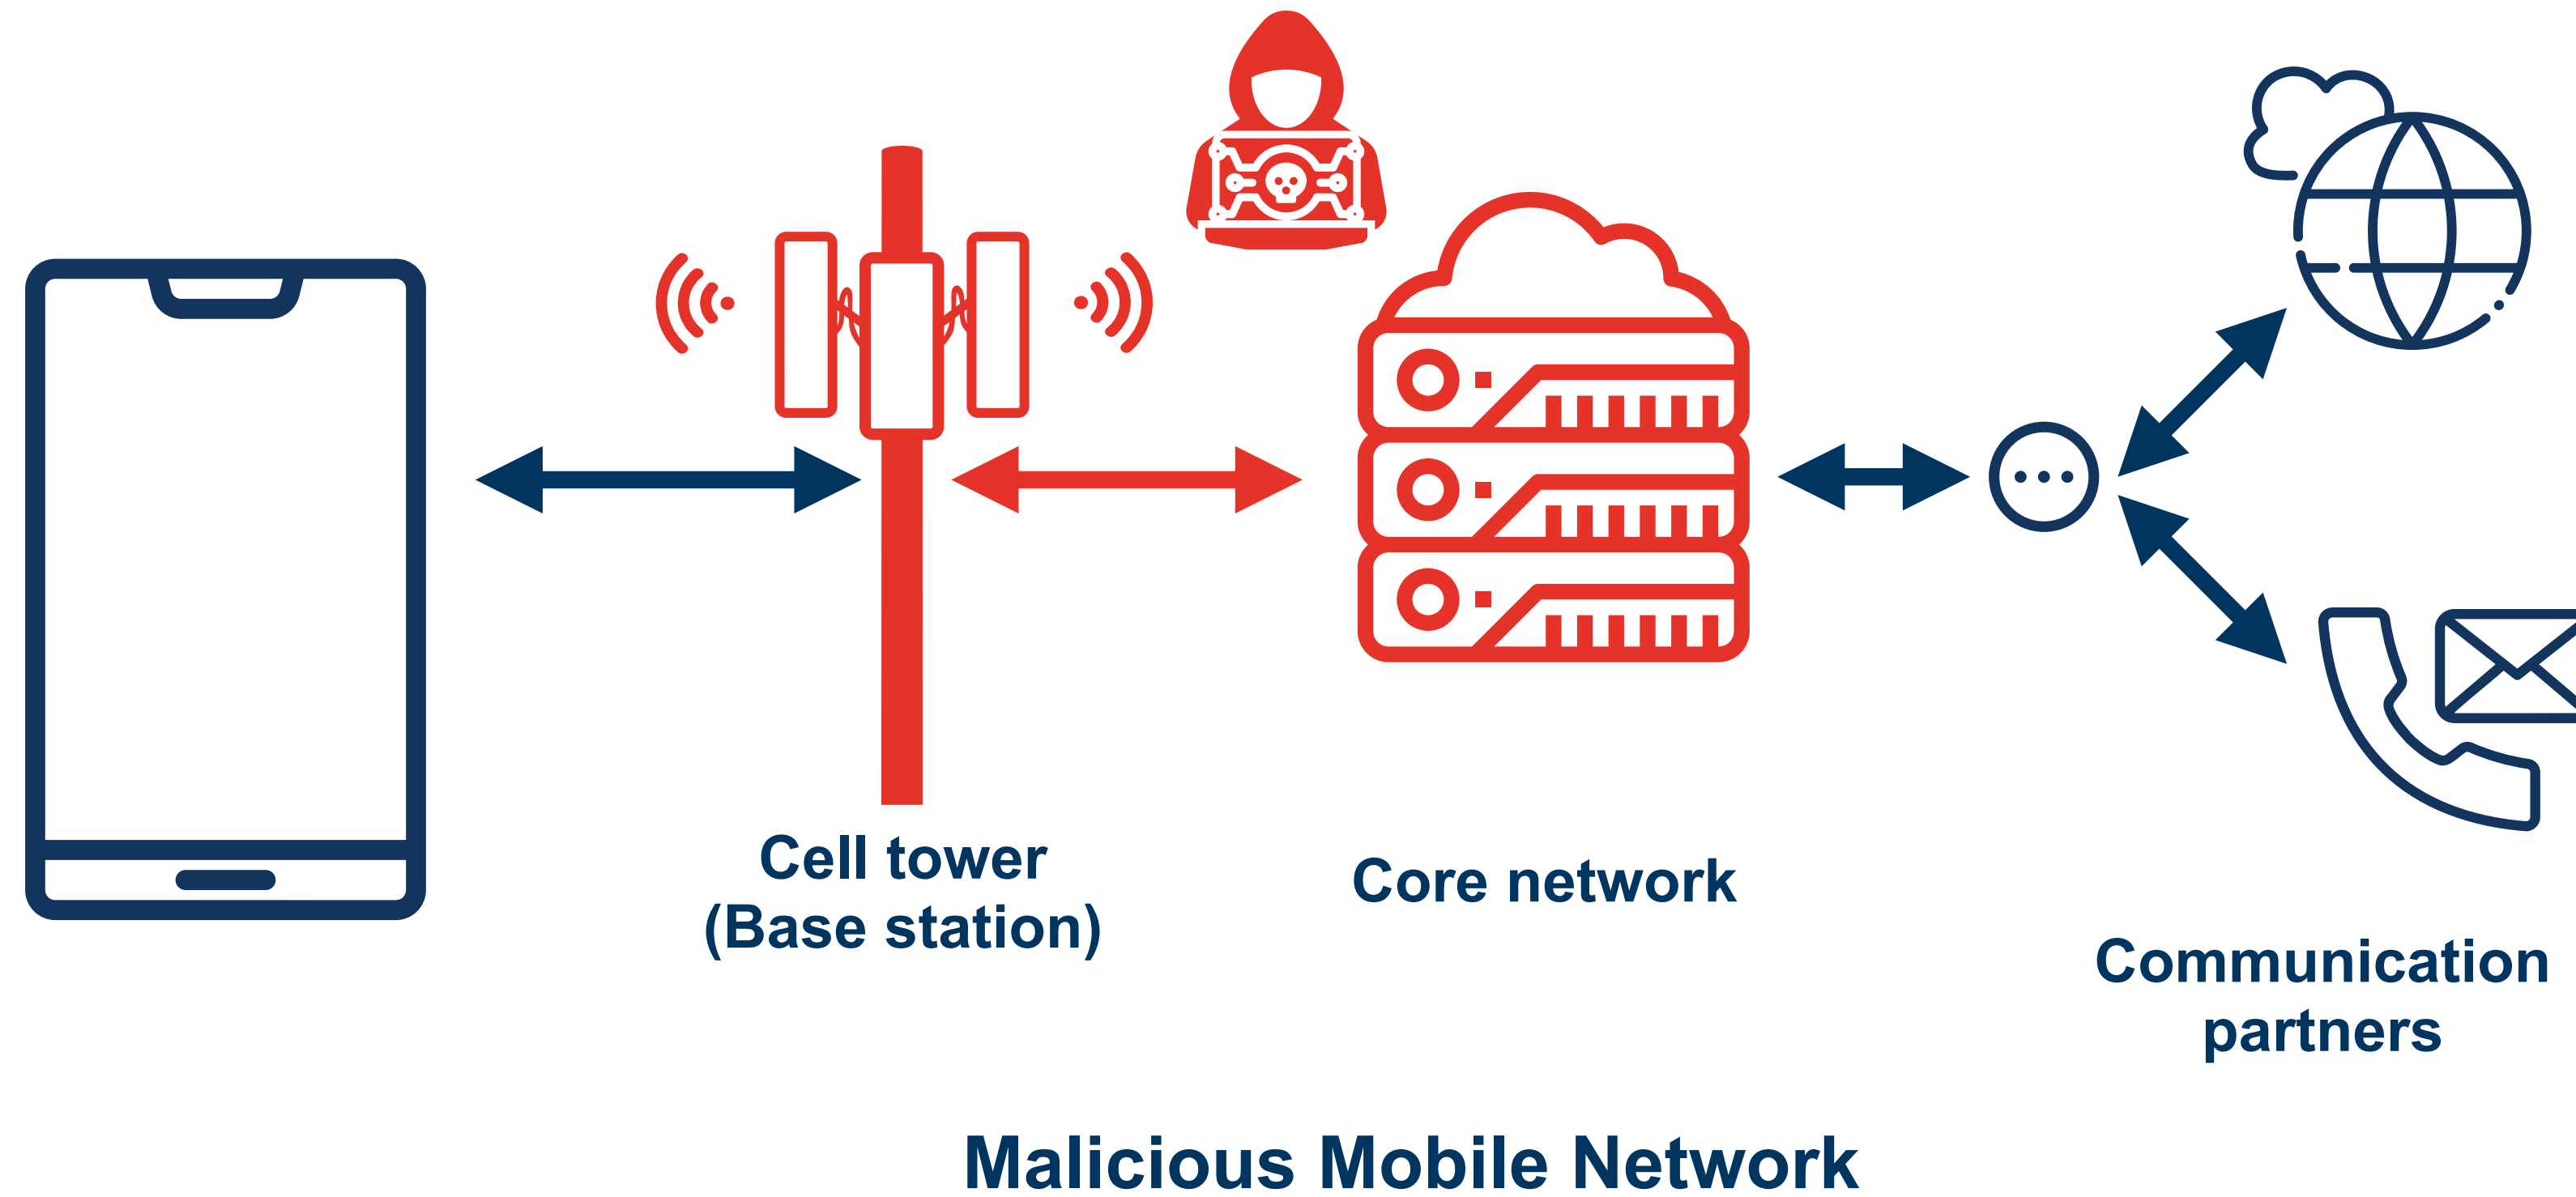 Cell tower
(Base station)
Core network
Communication
partners
Malicious Mobile Network